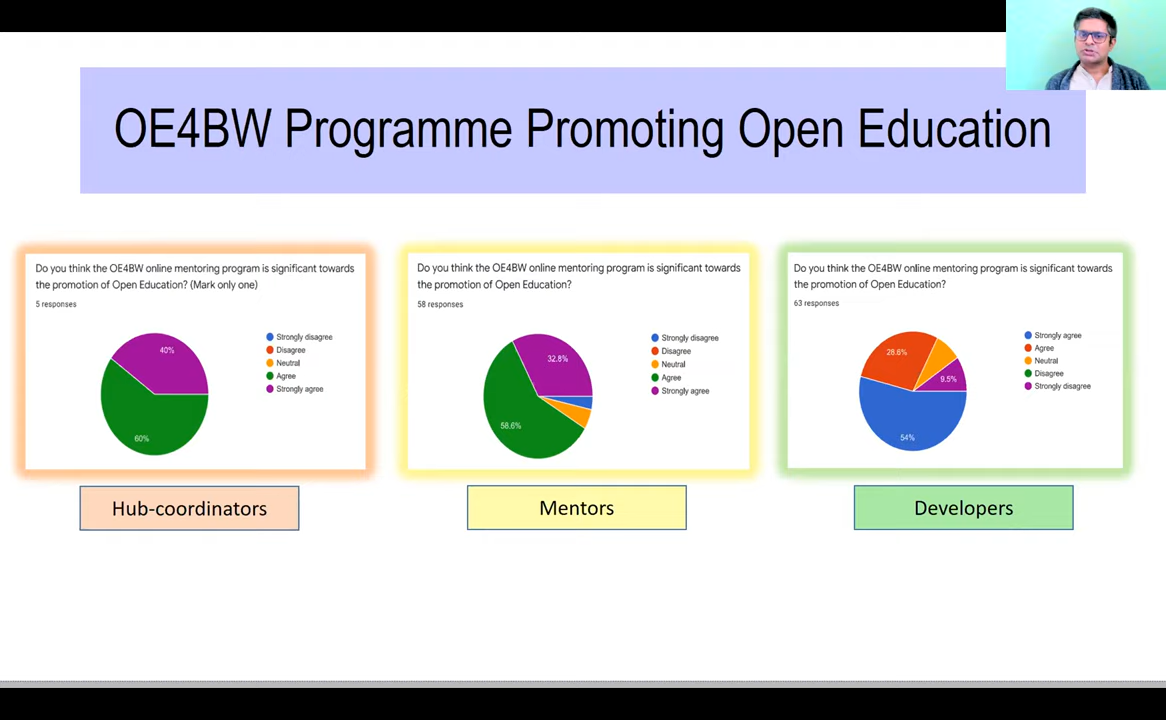 OE4BW Programme Promoting Open Education
Do you think the OE4BW online mentoring program is significant towards
the promotion of Open Education? (Mark only one)
5 responses
40%
60%
Strongly disagree
Disagree
Neutral
Agree
Strongly agree
Hub-coordinators
Do you think the OE4BW online mentoring program is significant towards
the promotion of Open Education?
58 responses
32.8%
58.6%
Strongly disagree
Disagree
Neutral
Agree
Strongly agree
Mentors
Do you think the OE4BW online mentoring program is significant towards
the promotion of Open Education?
63 responses
28.6%
9.5%
54%
Strongly agree
Agree
Neutral
Disagree
Strongly disagree
Developers